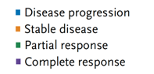 Disease progression
Stable disease
Partial response
Complete response